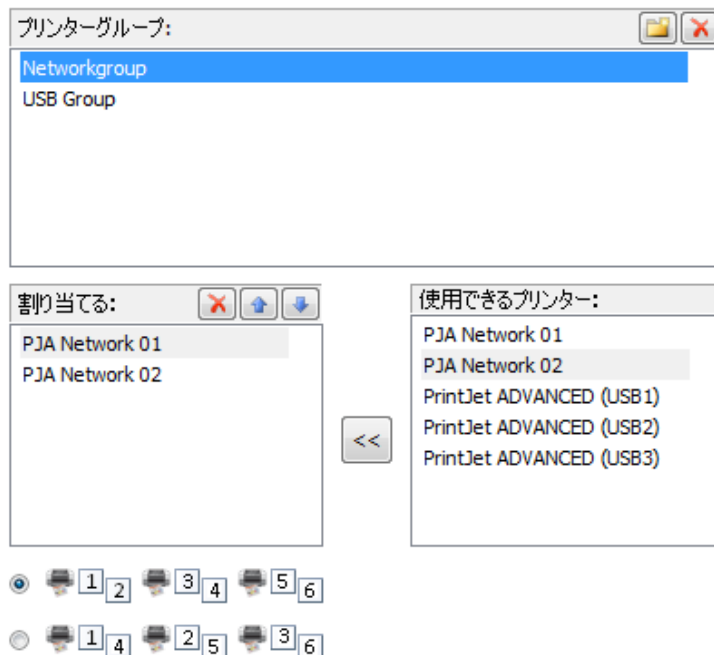 プリンターグループ:
Networkgroup
USB Group
割り当てる:
PJA Network 01
PJA Network 02
<<
使用できるプリンター:
PJA Network 01
PJA Network 02
PrintJet ADVANCED (USB1)
PrintJet ADVANCED (USB2)
PrintJet ADVANCED (USB3)
1 2 3 4 5 6
1 4 2 5 3 6